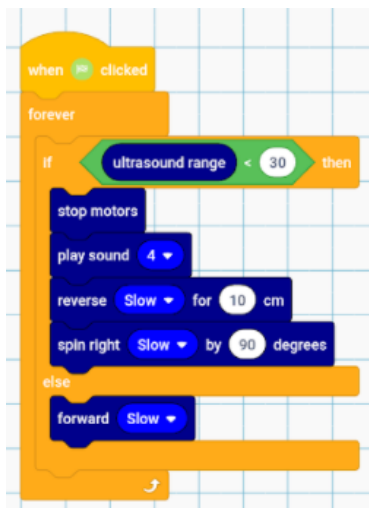 when clicked
forever
if ultrasound range < 30 then
stop motors
play sound 4
reverse Slow for 10 cm
spin right Slow by 90 degrees
else
forward Slow